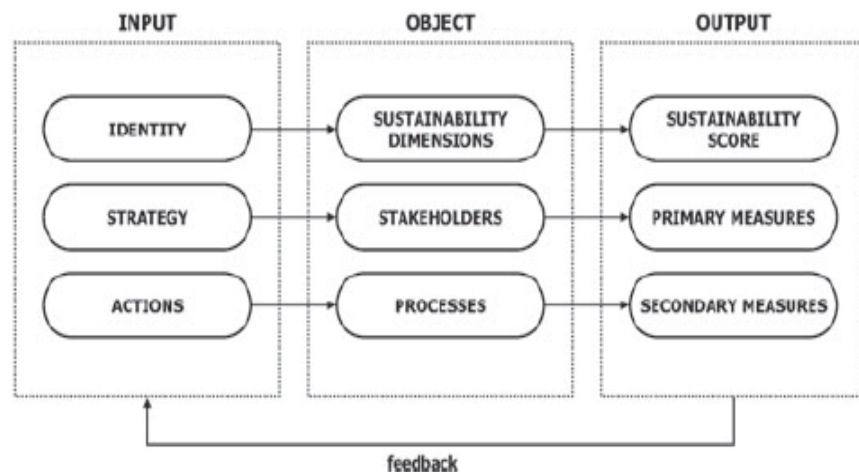 INPUT
OBJECT
OUTPUT
IDENTITY
SUSTAINABILITY
DIMENSIONS
SUSTAINABILITY
SCORE
STRATEGY
STAKEHOLDERS
PRIMARY MEASURES
ACTIONS
PROCESSES
SECONDARY MEASURES
feedback